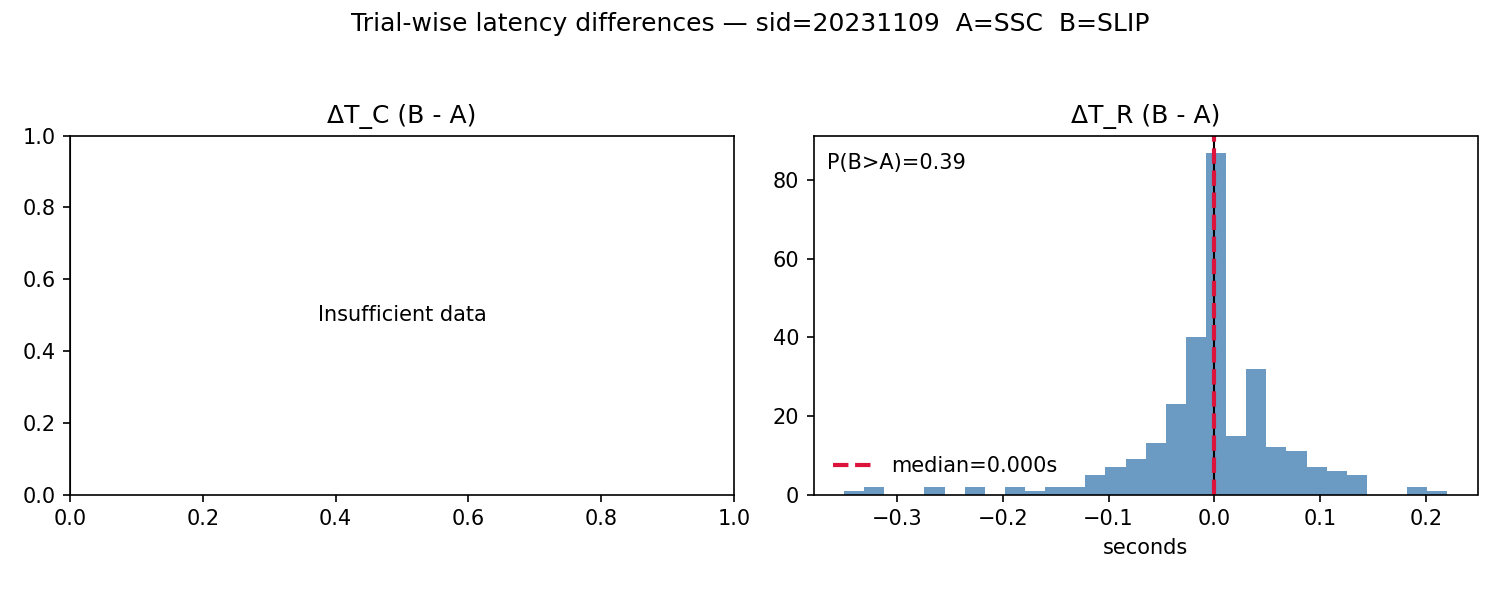 Trial-wise latency differences — sid=20231109  A=SSC  B=SLIP
ΔT_C (B - A)
1.0
0.8
0.6
0.4
0.2
0.0
Insufficient data
0.0 0.2 0.4 0.6 0.8 1.0
ΔT_R (B - A)
P(B>A)=0.39
80
60
40
20
0
median=0.000s
−0.3 −0.2 −0.1 0.0 0.1 0.2
seconds